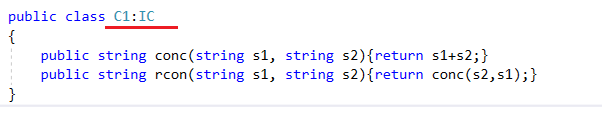 public class C1:IC
{
public string conc(string s1, string s2){return s1+s2;}
public string rcon(string s1, string s2){return conc(s2,s1);}
}